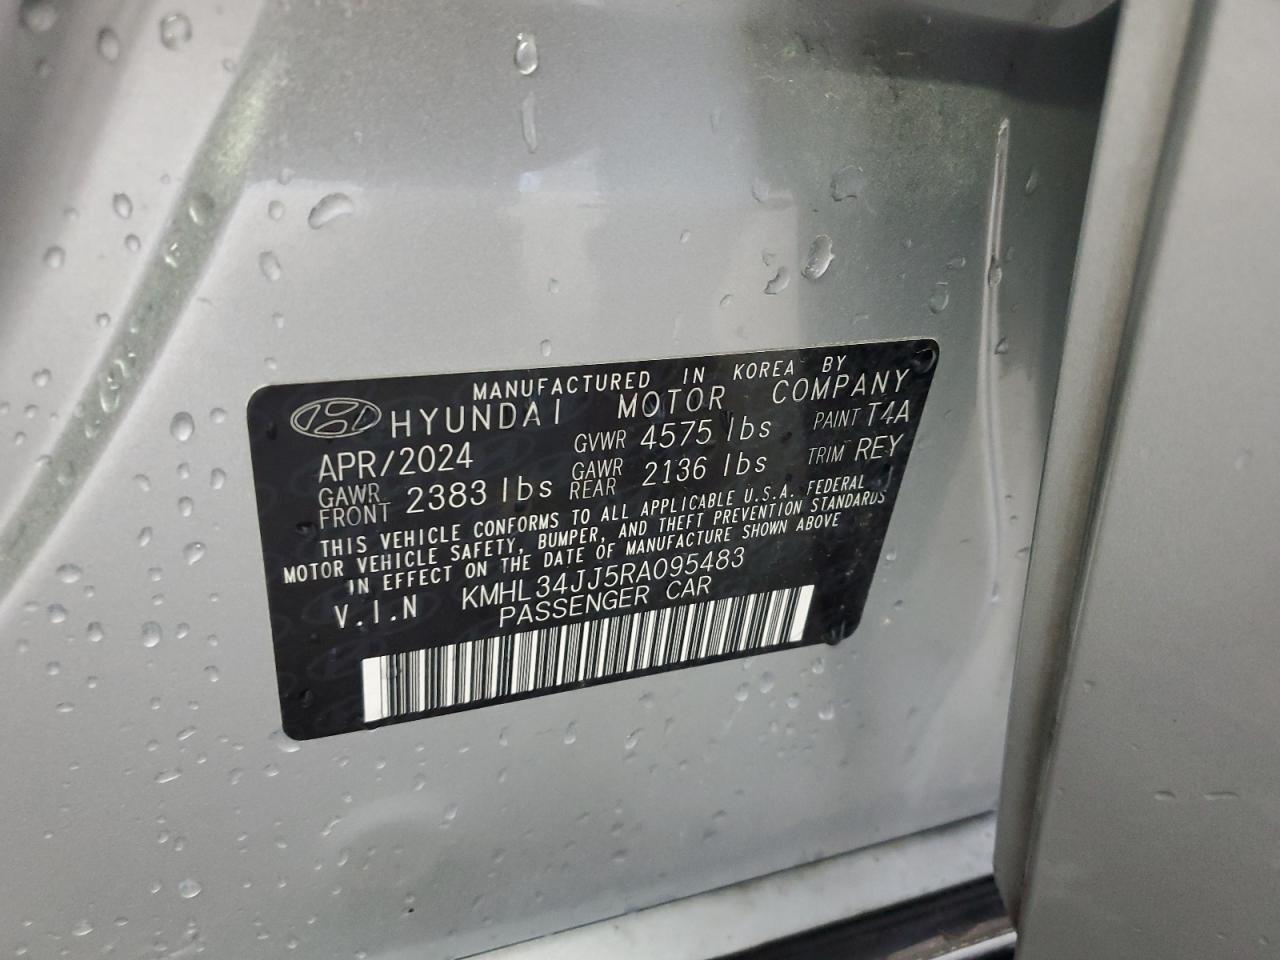 MANUFACTURED IN KOREA BY
HYUNDAI MOTOR COMPANY
APR/2024 GVWR 4575 lbs PAINT T4A
GAWR FRONT 2383 lbs GAWR REAR 2136 lbs TRIM REY
THIS VEHICLE CONFORMS TO ALL APPLICABLE U.S.A. FEDERAL
MOTOR VEHICLE SAFETY, BUMPER, AND THEFT PREVENTION STANDARDS
IN EFFECT ON THE DATE OF MANUFACTURE SHOWN ABOVE
V.I.N KMHL34JJ5RA095483
PASSENGER CAR